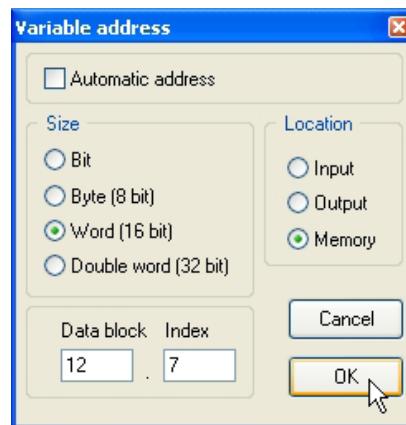 Variable address
Automatic address
Size
Bit
Byte (8 bit)
Word (16 bit)
Double word (32 bit)
Location
Input
Output
Memory
Data block Index
12 . 7
Cancel
OK